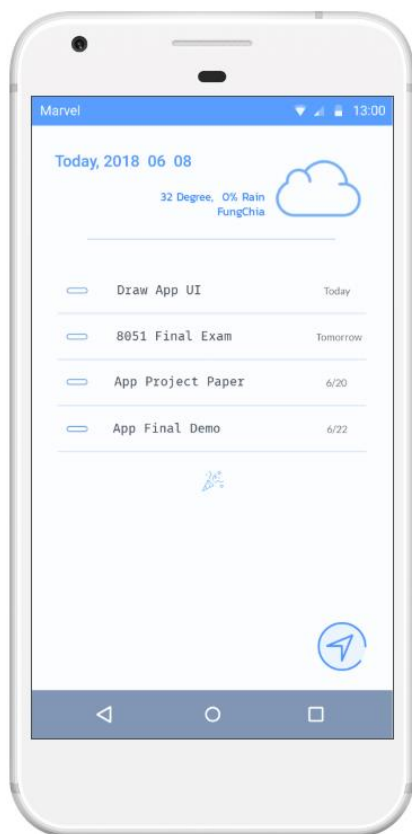 Marvel 13:00
Today, 2018 06 08
32 Degree, 0% Rain
FungChia
Draw App UI Today
8051 Final Exam Tomorrow
App Project Paper 6/20
App Final Demo 6/22